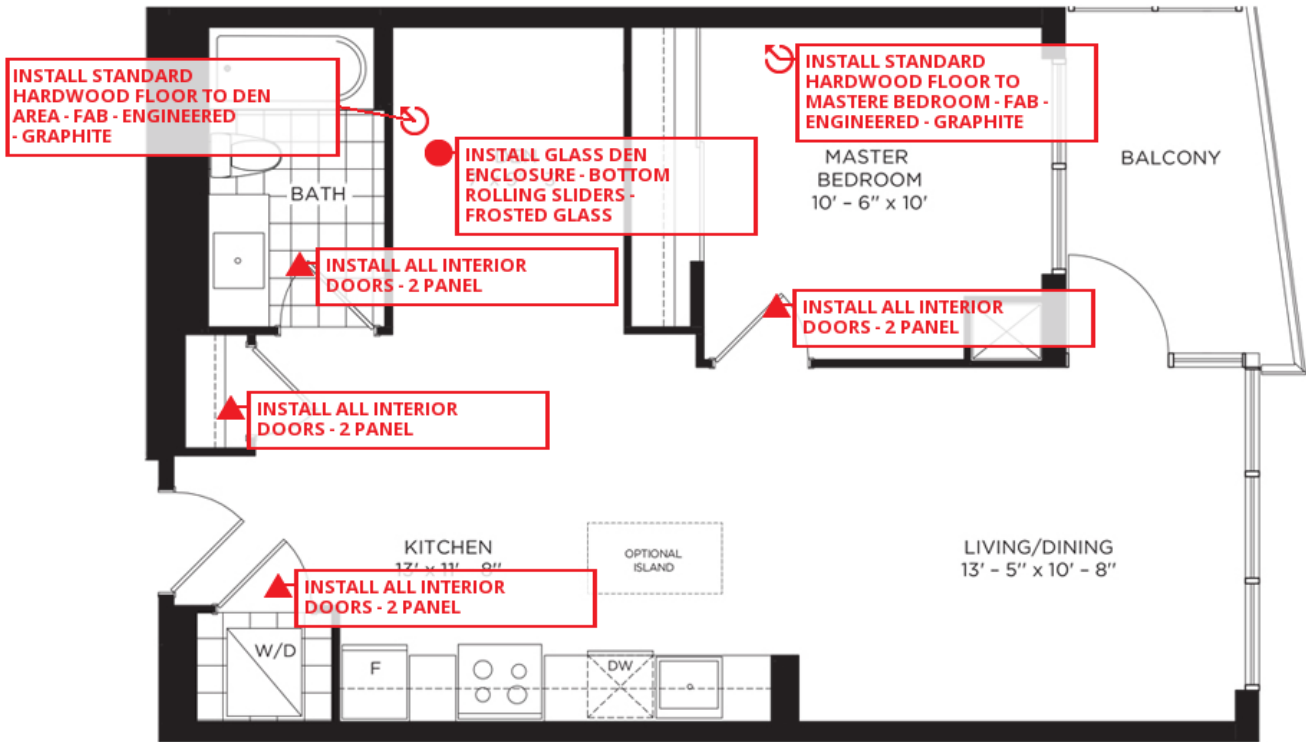 INSTALL STANDARD
HARDWOOD FLOOR TO DEN
AREA - FAB - ENGINEERED
- GRAPHITE
INSTALL STANDARD
HARDWOOD FLOOR TO
MASTERE BEDROOM - FAB -
ENGINEERED - GRAPHITE
INSTALL GLASS DEN
ENCLOSURE - BOTTOM
ROLLING SLIDERS -
FROSTED GLASS
MASTER
BEDROOM
10' - 6" x 10'
BALCONY
BATH
INSTALL ALL INTERIOR
DOORS - 2 PANEL
INSTALL ALL INTERIOR
DOORS - 2 PANEL
INSTALL ALL INTERIOR
DOORS - 2 PANEL
KITCHEN
13' x 11' - 8"
OPTIONAL
ISLAND
LIVING/DINING
13' - 5" x 10' - 8"
INSTALL ALL INTERIOR
DOORS - 2 PANEL
W/D
F
DW